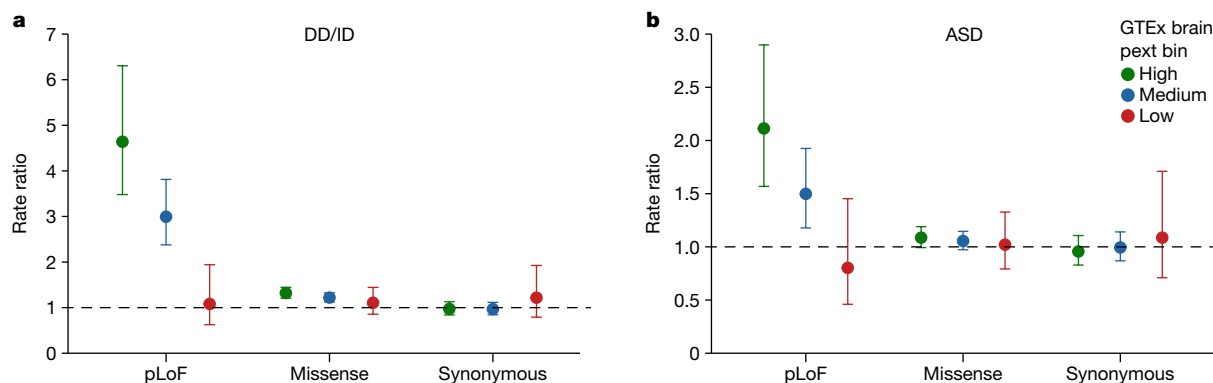 a
DD/ID
7
6
5
4
3
2
1
0
Rate ratio
pLoF
Missense
Synonymous
b
ASD
GTEx brain
pext bin
High
Medium
Low
3.0
2.5
2.0
1.5
1.0
0.5
0
Rate ratio
pLoF
Missense
Synonymous